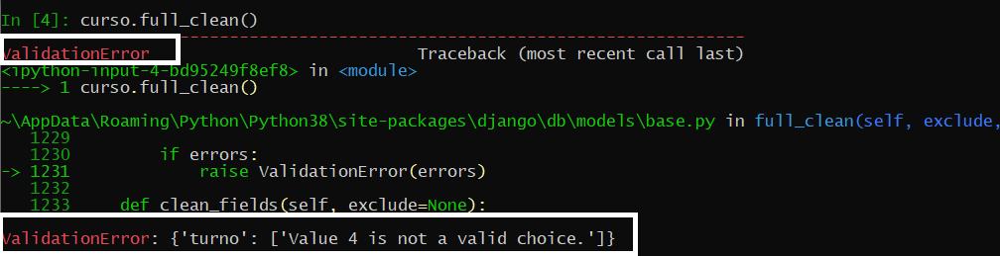 In [4]: curso.full_clean()
---------------------------------------------------------------------------
ValidationError                           Traceback (most recent call last)
<ipython-input-4-bd95249f8ef8> in <module>
----> 1 curso.full_clean()

~\AppData\Roaming\Python\Python38\site-packages\django\db\models\base.py in full_clean(self, exclude,
   1229
   1230         if errors:
-> 1231             raise ValidationError(errors)
   1232
   1233     def clean_fields(self, exclude=None):

ValidationError: {'turno': ['Value 4 is not a valid choice.']}